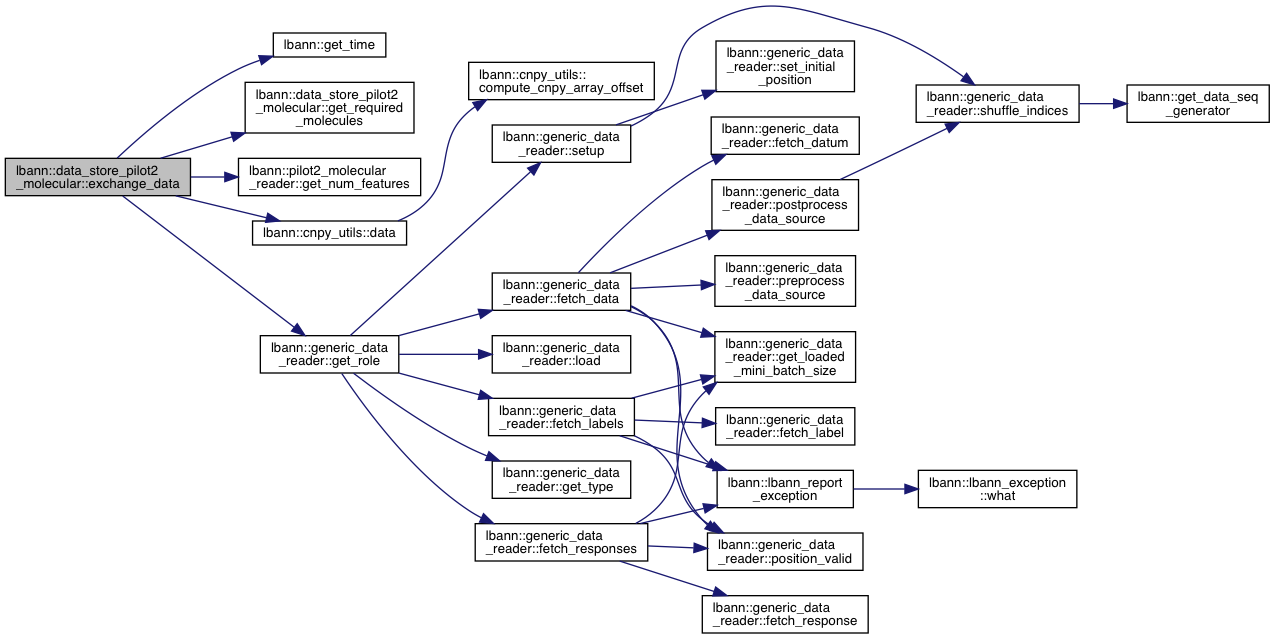 lbann::data_store_pilot2
_molecular::exchange_data
lbann::get_time
lbann::data_store_pilot2
_molecular::get_required
_molecules
lbann::pilot2_molecular
_reader::get_num_features
lbann::cnpy_utils::data
lbann::generic_data
_reader::get_role
lbann::cnpy_utils::
compute_cnpy_array_offset
lbann::generic_data
_reader::setup
lbann::generic_data
_reader::fetch_data
lbann::generic_data
_reader::load
lbann::generic_data
_reader::fetch_labels
lbann::generic_data
_reader::get_type
lbann::generic_data
_reader::fetch_responses
lbann::generic_data
_reader::set_initial
_position
lbann::generic_data
_reader::fetch_datum
lbann::generic_data
_reader::postprocess
_data_source
lbann::generic_data
_reader::preprocess
_data_source
lbann::generic_data
_reader::get_loaded
_mini_batch_size
lbann::generic_data
_reader::fetch_label
lbann::lbann_report
_exception
lbann::generic_data
_reader::position_valid
lbann::generic_data
_reader::fetch_response
lbann::generic_data
_reader::shuffle_indices
lbann::lbann_exception
::what
lbann::get_data_seq
_generator